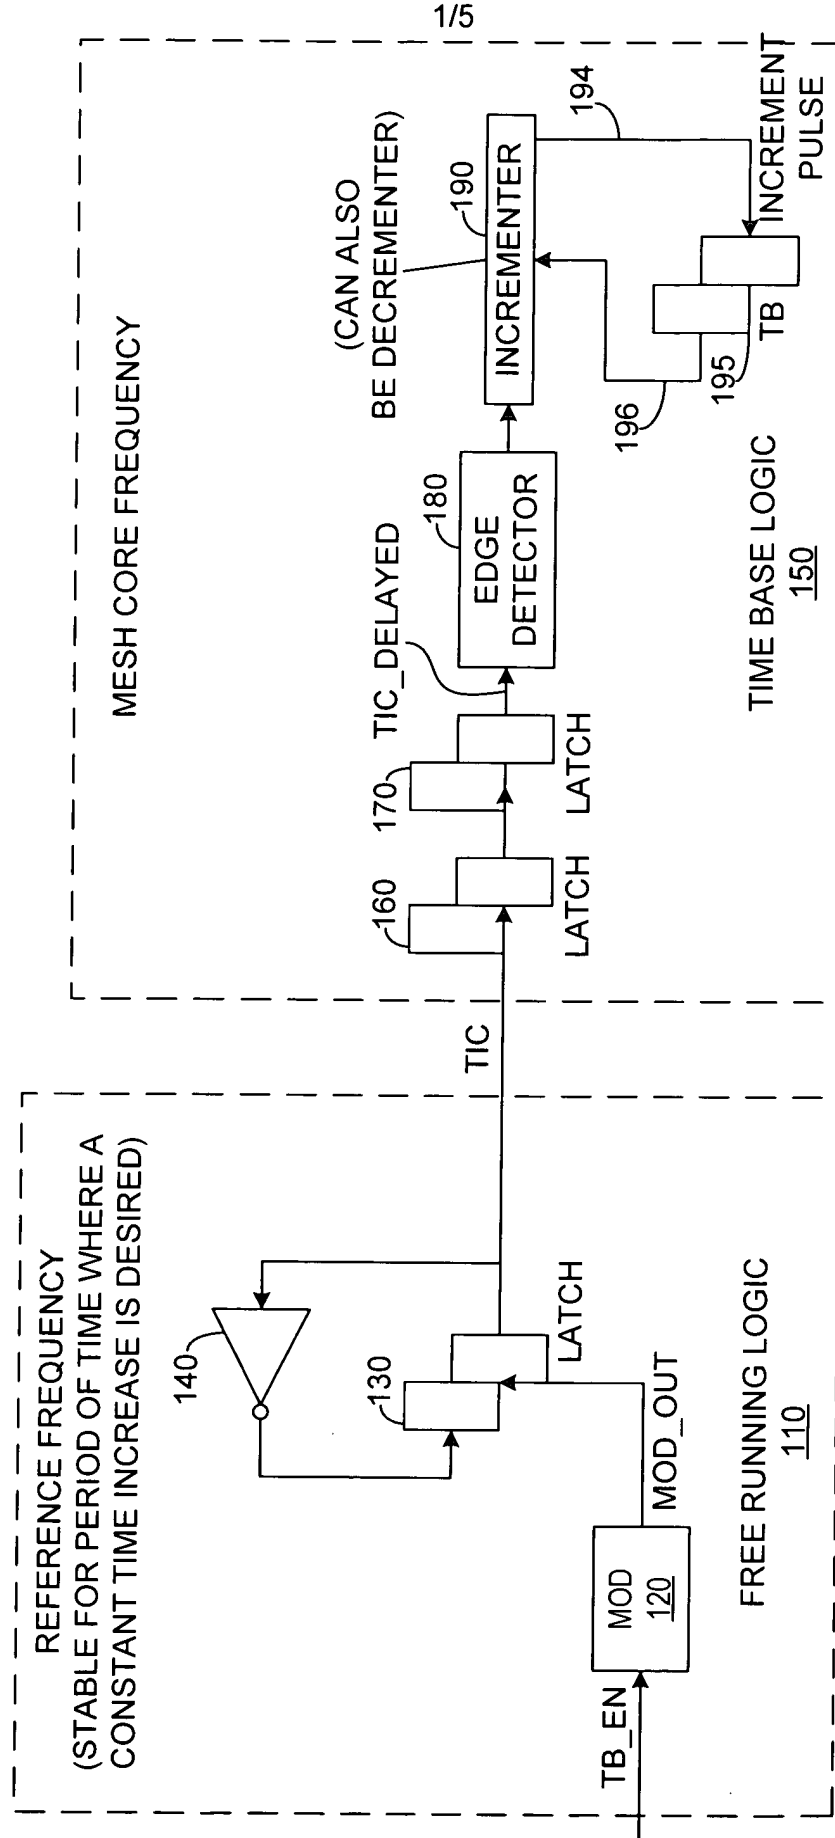 1/5
REFERENCE FREQUENCY
(STABLE FOR PERIOD OF TIME WHERE A
CONSTANT TIME INCREASE IS DESIRED)
140
130
LATCH
MOD_OUT
MOD
120
TB_EN
FREE RUNNING LOGIC
110
TIC
MESH CORE FREQUENCY
160
LATCH
170
LATCH
TIC_DELAYED
180
EDGE
DETECTOR
(CAN ALSO
BE DECREMENTER)
190
INCREMENTER
194
196
195
TB
INCREMENT
PULSE
TIME BASE LOGIC
150